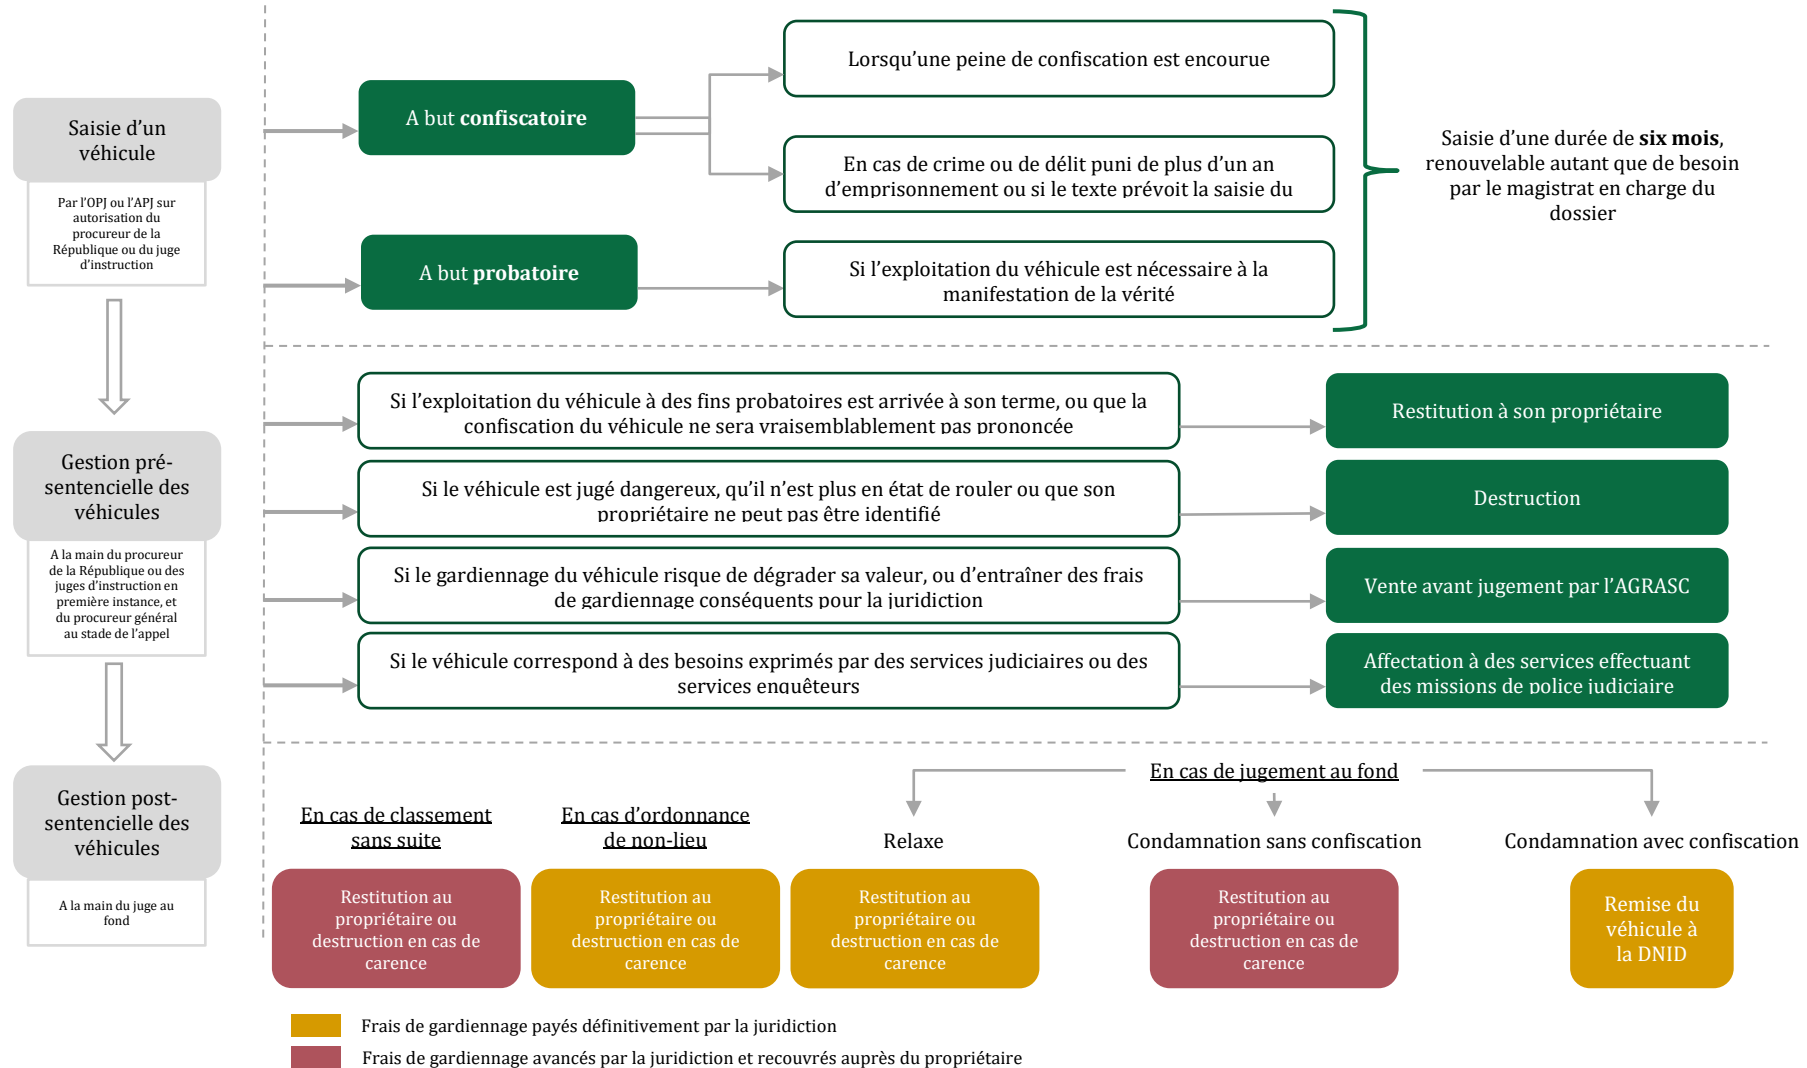 Saisie d’un
véhicule
Par l’OPJ ou l’APJ sur
autorisation du
procureur de la
République ou du juge
d’instruction
A but confiscatoire
Lorsqu’une peine de confiscation est encourue
En cas de crime ou de délit puni de plus d’un an
d’emprisonnement ou si le texte prévoit la saisie du
A but probatoire
Si l’exploitation du véhicule est nécessaire à la
manifestation de la vérité
Saisie d’une durée de six mois,
renouvelable autant que de besoin
par le magistrat en charge du
dossier
Gestion pré-
sentencielle des
véhicules
A la main du procureur
de la République ou des
juges d’instruction en
première instance, et
du procureur général
au stade de l’appel
Si l’exploitation du véhicule à des fins probatoires est arrivée à son terme, ou que la
confiscation du véhicule ne sera vraisemblablement pas prononcée
Restitution à son propriétaire
Si le véhicule est jugé dangereux, qu’il n’est plus en état de rouler ou que son
propriétaire ne peut pas être identifié
Destruction
Si le gardiennage du véhicule risque de dégrader sa valeur, ou d’entraîner des frais
de gardiennage conséquents pour la juridiction
Vente avant jugement par l’AGRASC
Si le véhicule correspond à des besoins exprimés par des services judiciaires ou des
services enquêteurs
Affectation à des services effectuant
des missions de police judiciaire
Gestion post-
sentencielle des
véhicules
A la main du juge au
fond
En cas de jugement au fond
En cas de classement
sans suite
En cas d’ordonnance
de non-lieu
Relaxe
Condamnation sans confiscation
Condamnation avec confiscation
Restitution au
propriétaire ou
destruction en cas de
carence
Restitution au
propriétaire ou
destruction en cas de
carence
Restitution au
propriétaire ou
destruction en cas de
carence
Restitution au
propriétaire ou
destruction en cas de
carence
Remise du
véhicule à
la DNID
Frais de gardiennage payés définitivement par la juridiction
Frais de gardiennage avancés par la juridiction et recouvrés auprès du propriétaire